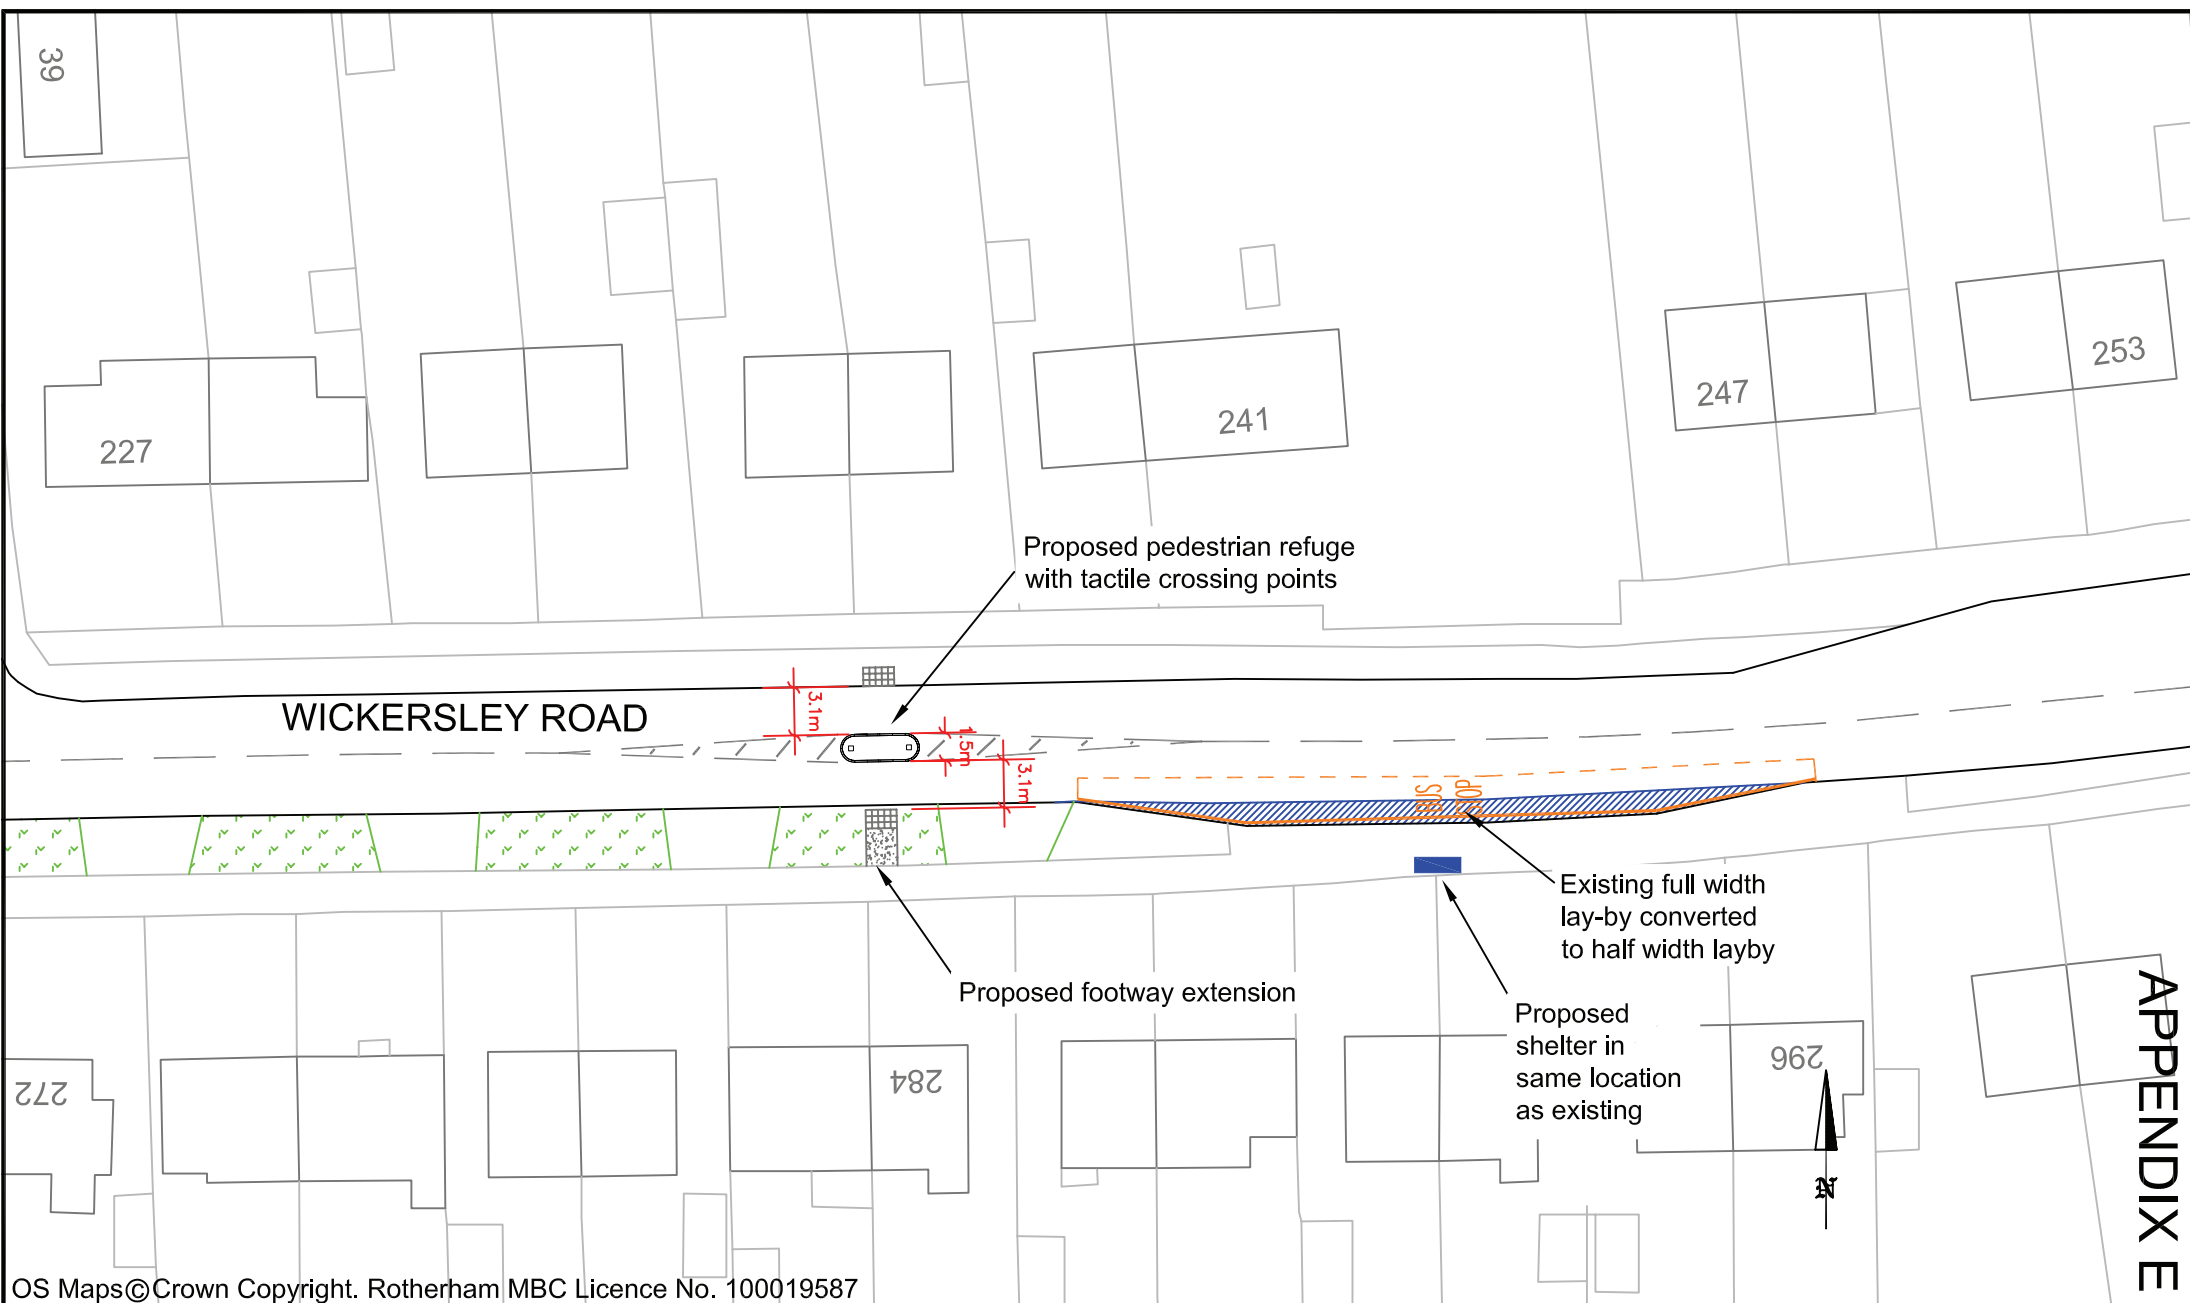 39
227
241
247
253
Proposed pedestrian refuge
with tactile crossing points
WICKERSLEY ROAD
3.1m
1.5m
3.1m
BUS
STOP
Existing full width
lay-by converted
to half width layby
Proposed footway extension
Proposed
shelter in
same location
as existing
272
284
296
N
APPENDIX E
OS Maps©Crown Copyright. Rotherham MBC Licence No. 100019587